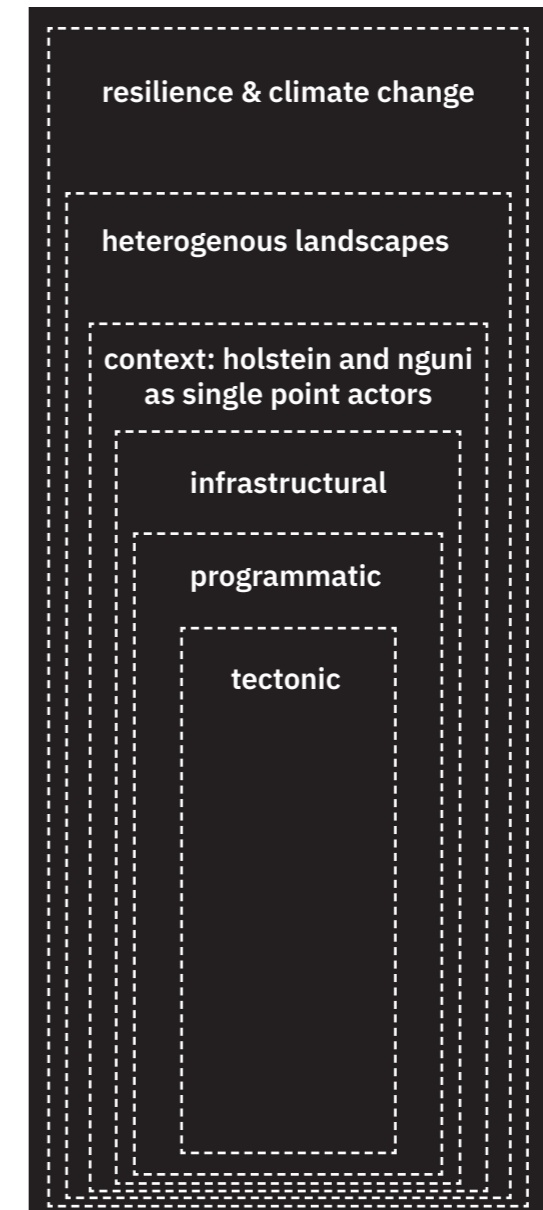 resilience & climate change
heterogenous landscapes
context: holstein and nguni
as single point actors
infrastructural
programmatic
tectonic